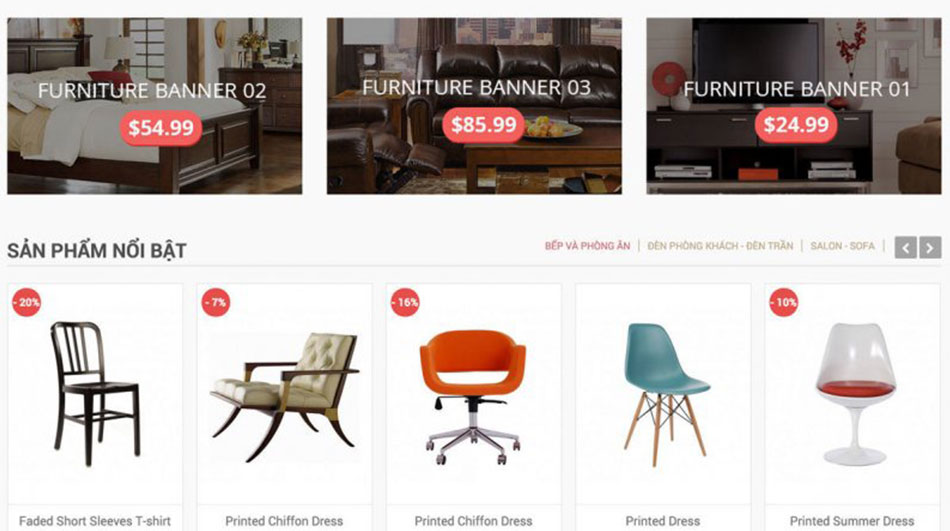 FURNITURE BANNER 02
$54.99
FURNITURE BANNER 03
$85.99
FURNITURE BANNER 01
$24.99
SẢN PHẨM NỔI BẬT
BẾP VÀ PHÒNG ĂN | ĐÈN PHÒNG KHÁCH - ĐÈN TRẦN | SALON - SOFA |
- 20%
- 7%
- 16%
- 10%
Faded Short Sleeves T-shirt
Printed Chiffon Dress
Printed Chiffon Dress
Printed Dress
Printed Summer Dress